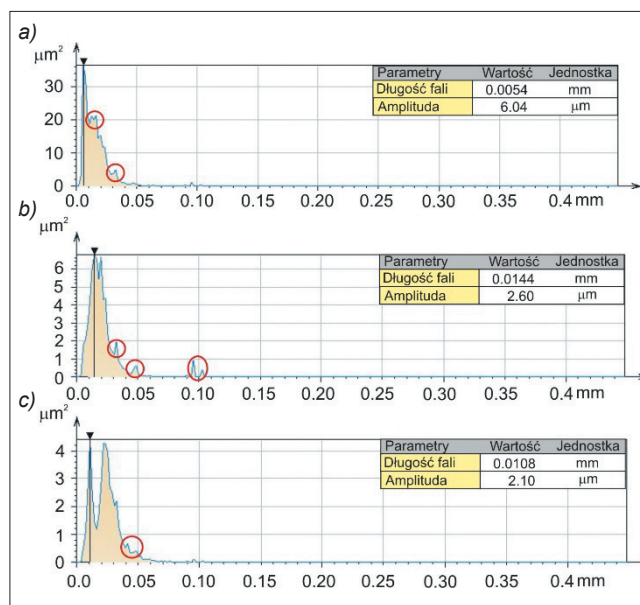 a)
μm²
30
20
10
0
0.0 0.05 0.10 0.15 0.20 0.25 0.30 0.35 0.4 mm
Parametry Wartość Jednostka
Długość fali 0.0054 mm
Amplituda 6.04 μm
b)
μm²
6
5
4
3
2
1
0
0.0 0.05 0.10 0.15 0.20 0.25 0.30 0.35 0.4 mm
Parametry Wartość Jednostka
Długość fali 0.0144 mm
Amplituda 2.60 μm
c)
μm²
4
3
2
1
0
0.0 0.05 0.10 0.15 0.20 0.25 0.30 0.35 0.4 mm
Parametry Wartość Jednostka
Długość fali 0.0108 mm
Amplituda 2.10 μm